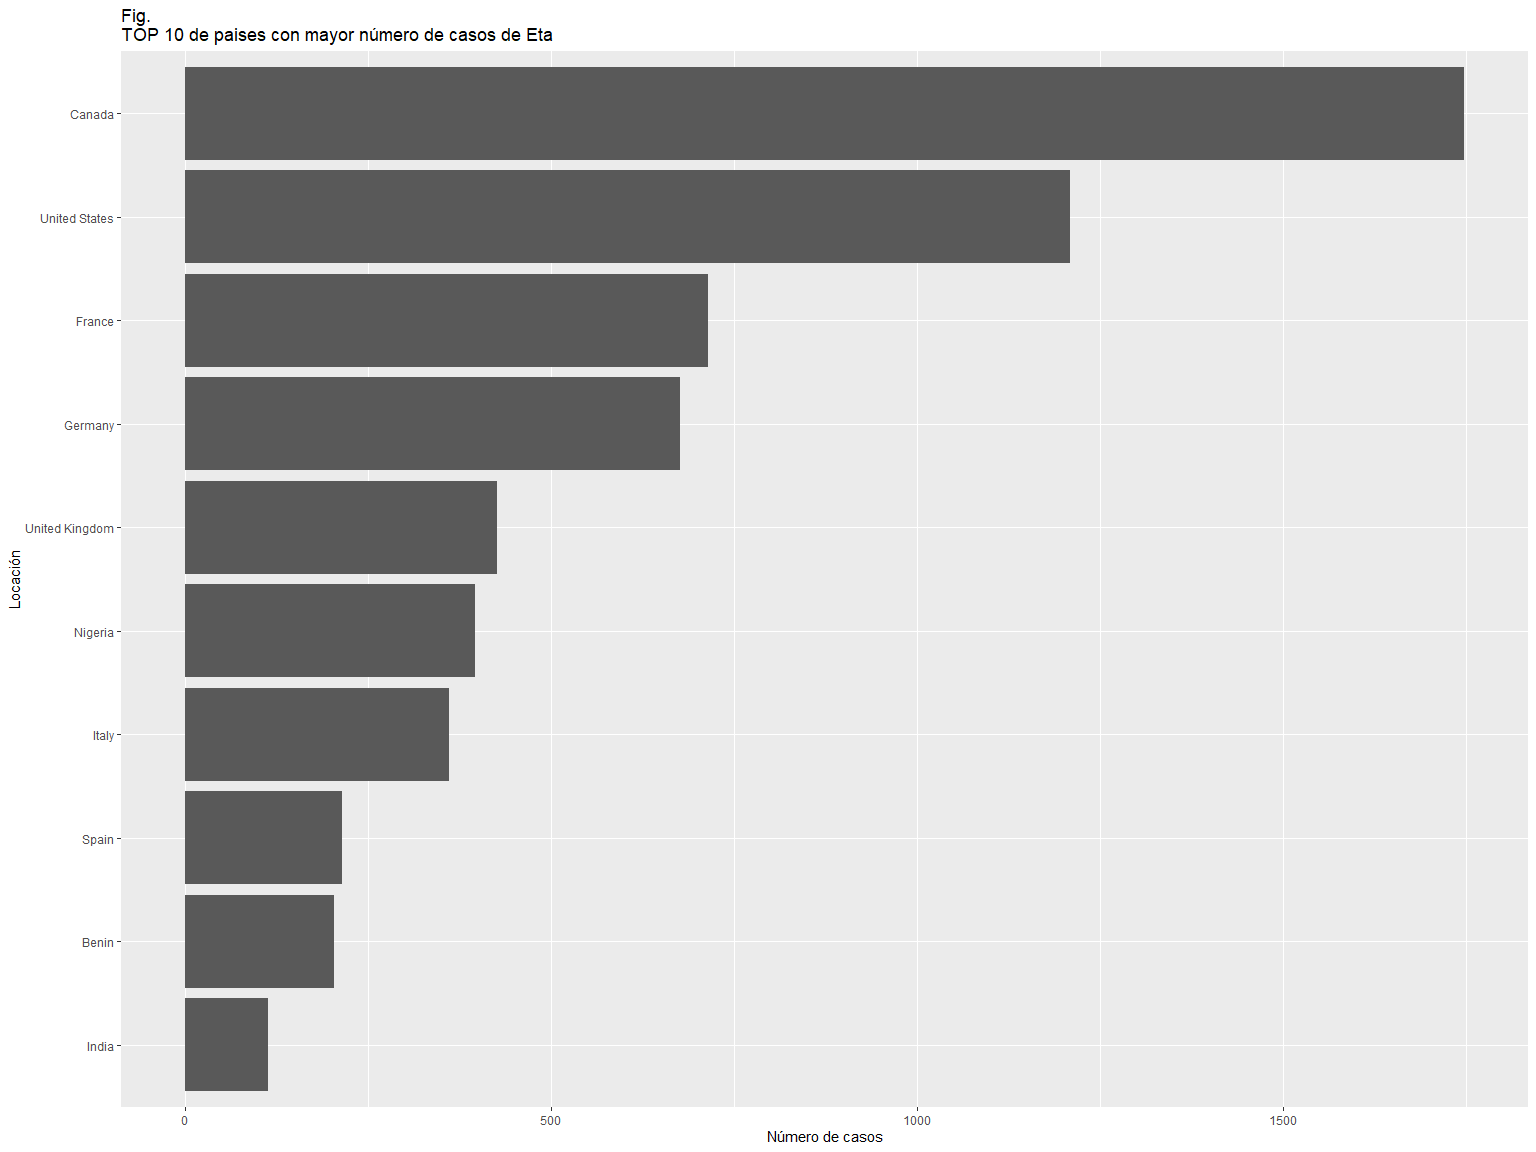 Fig.
TOP 10 de paises con mayor número de casos de Eta
Canada
United States
France
Germany
United Kingdom
Nigeria
Italy
Spain
Benin
India
Locación
0
500
1000
1500
Número de casos